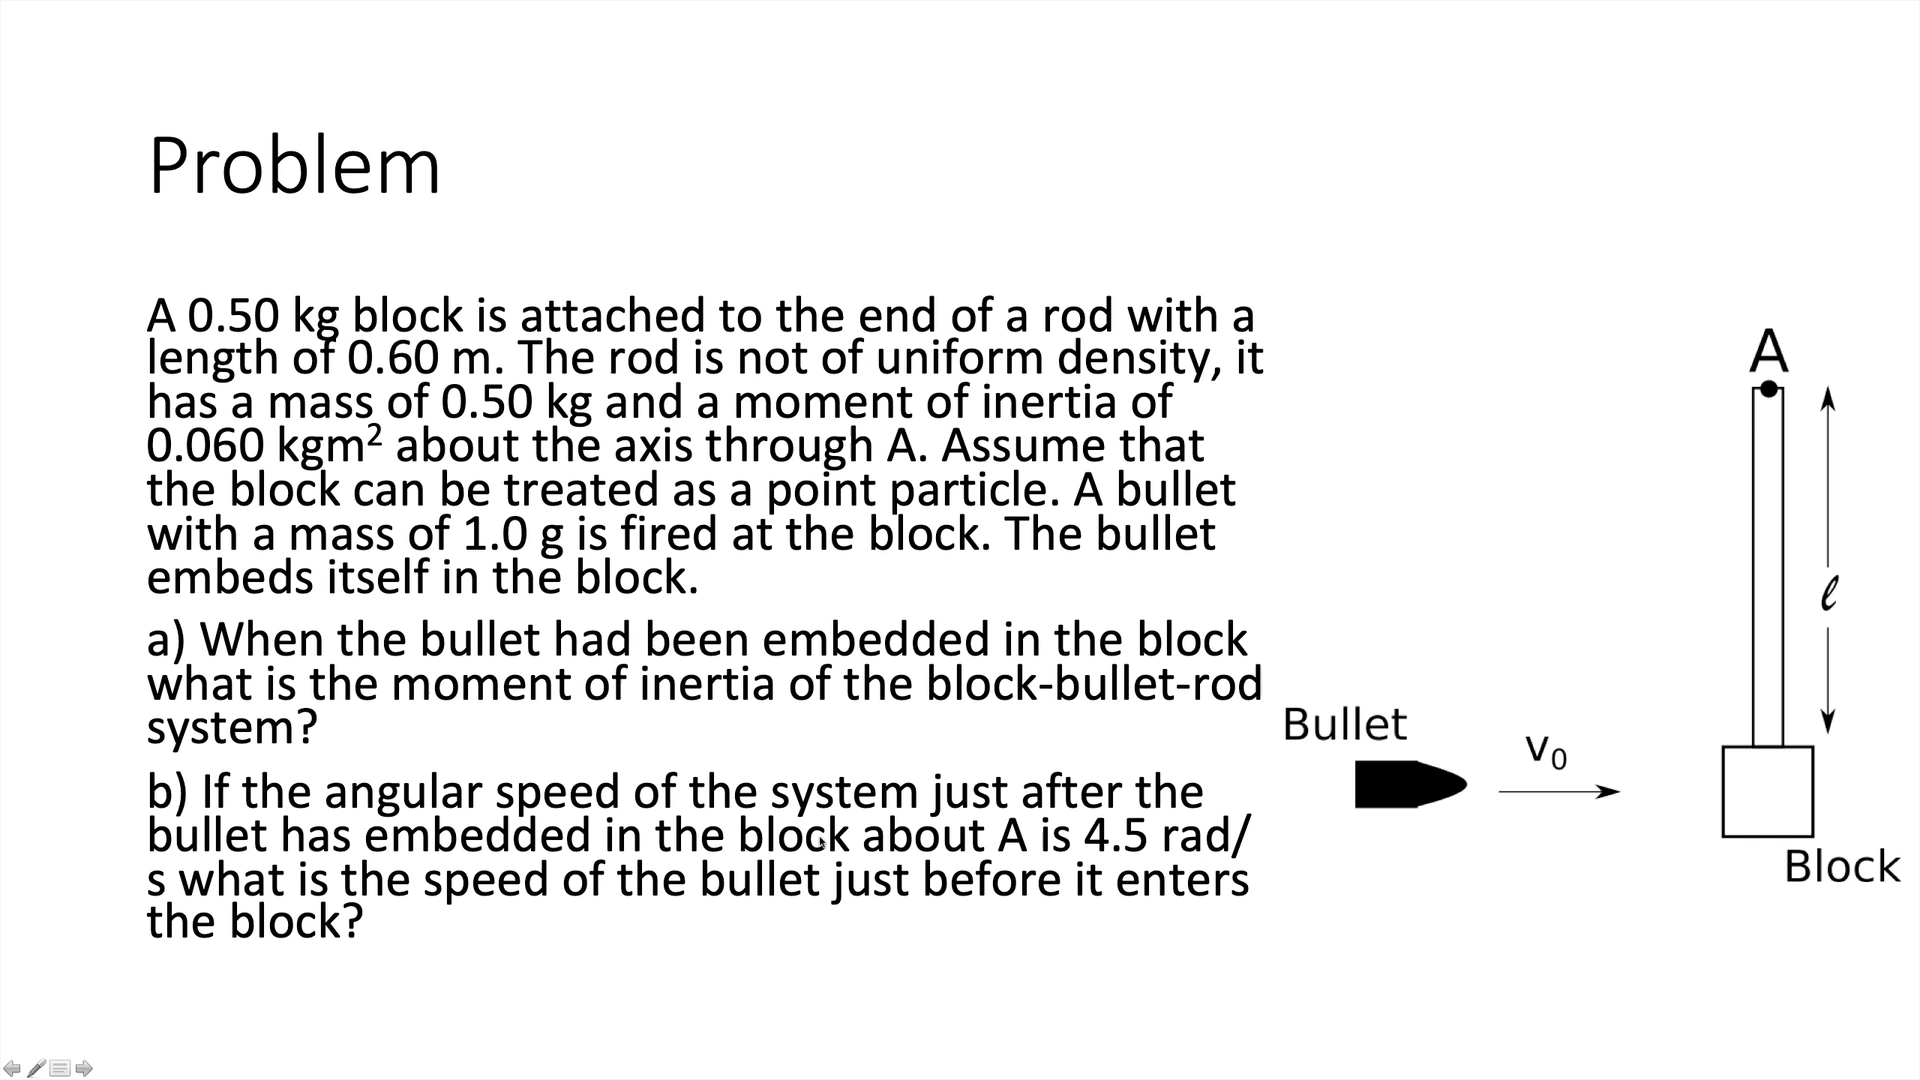 Problem
A 0.50 kg block is attached to the end of a rod with a
length of 0.60 m. The rod is not of uniform density, it
has a mass of 0.50 kg and a moment of inertia of
0.060 kgm² about the axis through A. Assume that
the block can be treated as a point particle. A bullet
with a mass of 1.0 g is fired at the block. The bullet
embeds itself in the block.
a) When the bullet had been embedded in the block
what is the moment of inertia of the block-bullet-rod
system?
b) If the angular speed of the system just after the
bullet has embedded in the block about A is 4.5 rad/
s what is the speed of the bullet just before it enters
the block?
A
ℓ
Bullet
v₀
Block